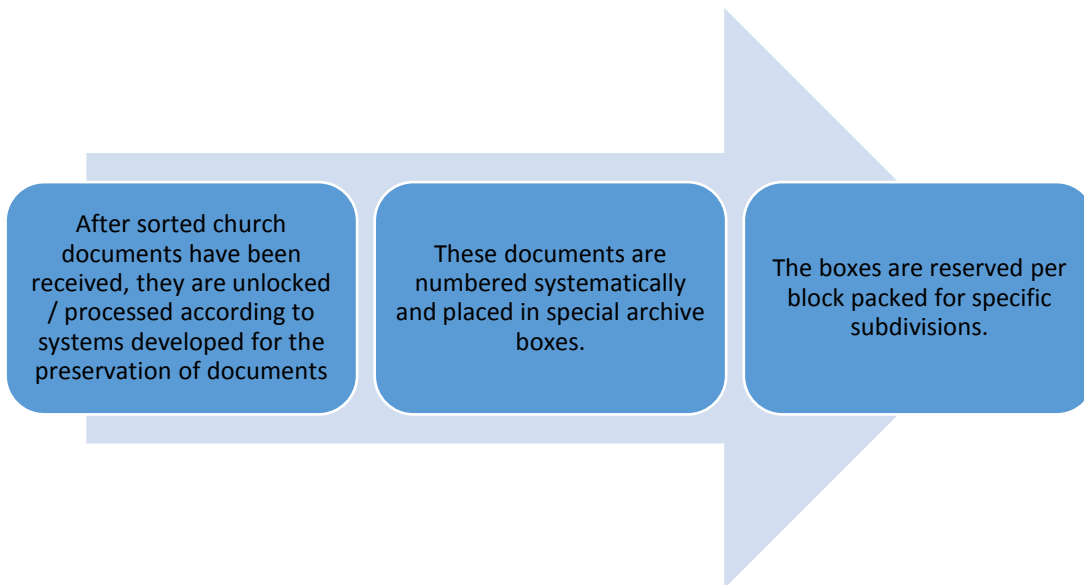 After sorted church
documents have been
received, they are unlocked
/ processed according to
systems developed for the
preservation of documents
These documents are
numbered systematically
and placed in special archive
boxes.
The boxes are reserved per
block packed for specific
subdivisions.